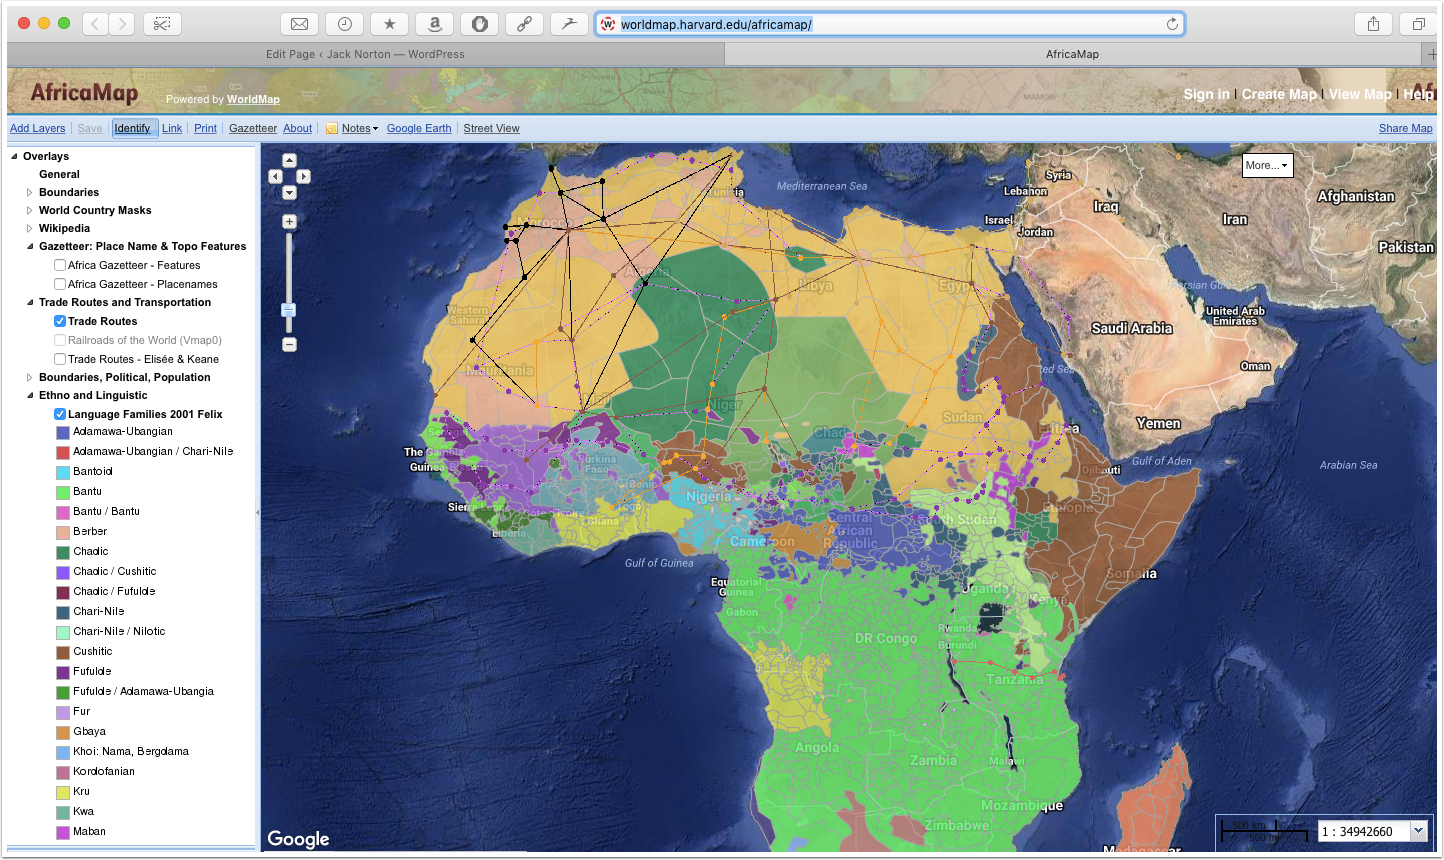 worldmap.harvard.edu/africamap/
Edit Page ‹ Jack Norton — WordPress
AfricaMap
AfricaMap
Powered by WorldMap
Sign in | Create Map | View Map | Help
Add Layers | Save | Identify | Link | Print | Gazetteer About | Notes Google Earth | Street View
Share Map
Overlays
General
Boundaries
World Country Masks
Wikipedia
Gazetteer: Place Name & Topo Features
Africa Gazetteer - Features
Africa Gazetteer - Placenames
Trade Routes and Transportation
Trade Routes
Railroads of the World (Vmap0)
Trade Routes - Elisée & Keane
Boundaries, Political, Population
Ethno and Linguistic
Language Families 2001 Felix
Adamawa-Ubangian
Adamawa-Ubangian / Chari-Nile
Bantoid
Bantu
Bantu / Bantu
Berber
Chadic
Chadic / Cushitic
Chadic / Fufulde
Chari-Nile
Chari-Nile / Nilotic
Cushitic
Fufulde
Fufulde / Adamawa-Ubangia
Fur
Gbaya
Khoi: Nama, Bergdama
Kordofanian
Kru
Kwa
Maban
More...
Mediterranean Sea
Syria
Lebanon
Israel
Jordan
Iraq
Iran
Afghanistan
Pakistan
Persian Gulf
United Arab
Emirates
Saudi Arabia
Oman
Red Sea
Yemen
Gulf of Aden
Arabian Sea
Tunisia
Morocco
Algeria
Libya
Egypt
Western
Sahara
Mauritania
Mali
Niger
Chad
Sudan
Eritrea
Djibouti
Senegal
The Gambia
Guinea-Bissau
Guinea
Burkina
Faso
Benin
Togo
Sierra Leone
Liberia
Ghana
Nigeria
Central
African
Republic
South Sudan
Ethiopia
Somalia
Cameroon
Gulf of Guinea
Equatorial
Guinea
Gabon
Uganda
Kenya
DR Congo
Rwanda
Burundi
Tanzania
Angola
Zambia
Malawi
Mozambique
Zimbabwe
Madagascar
Google
500 km
500 mi
1 : 34942660